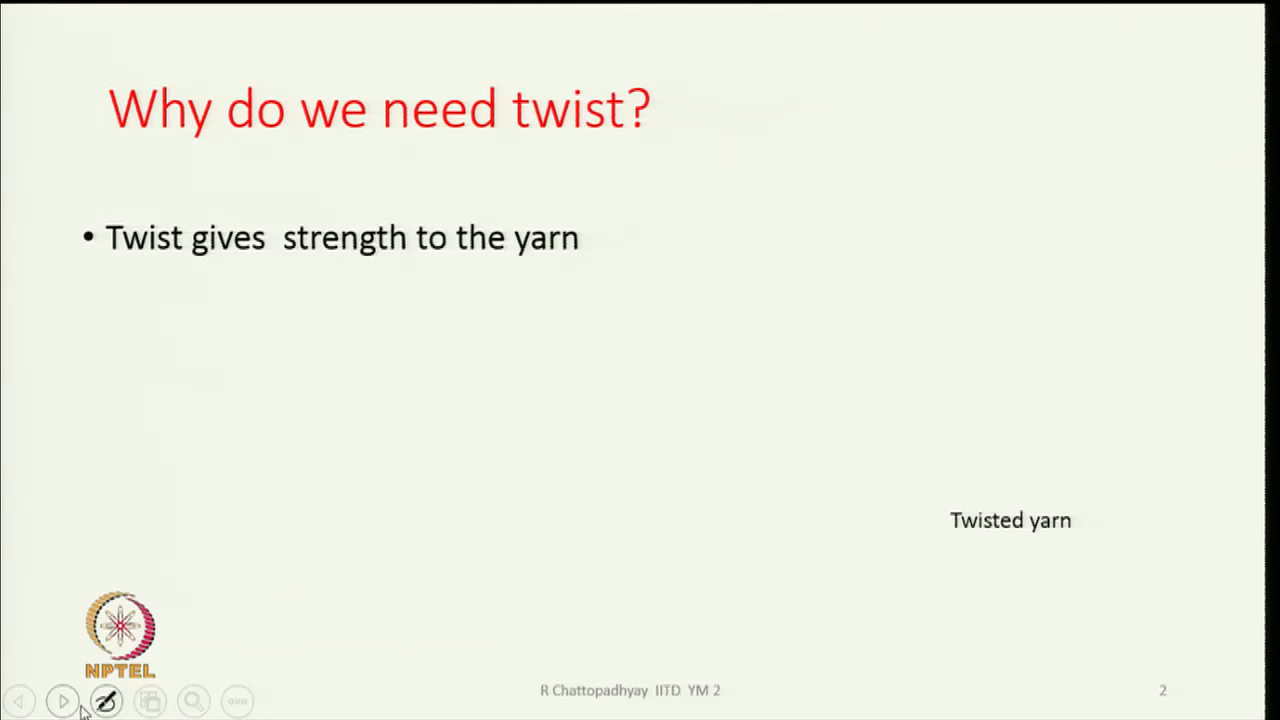 Why do we need twist?
• Twist gives strength to the yarn
Twisted yarn
NPTEL
R Chattopadhyay IITD YM 2
2